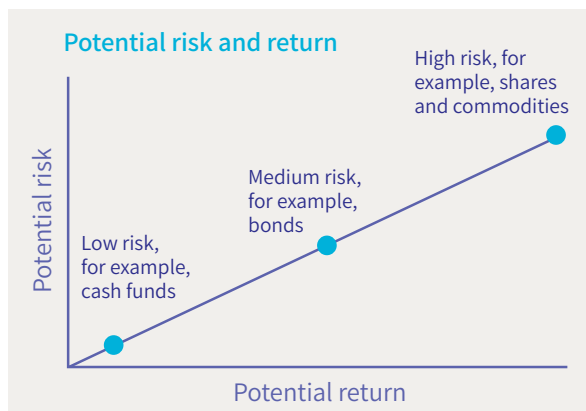 Potential risk and return
High risk, for
example, shares
and commodities
Medium risk,
for example,
bonds
Low risk,
for example,
cash funds
Potential risk
Potential return